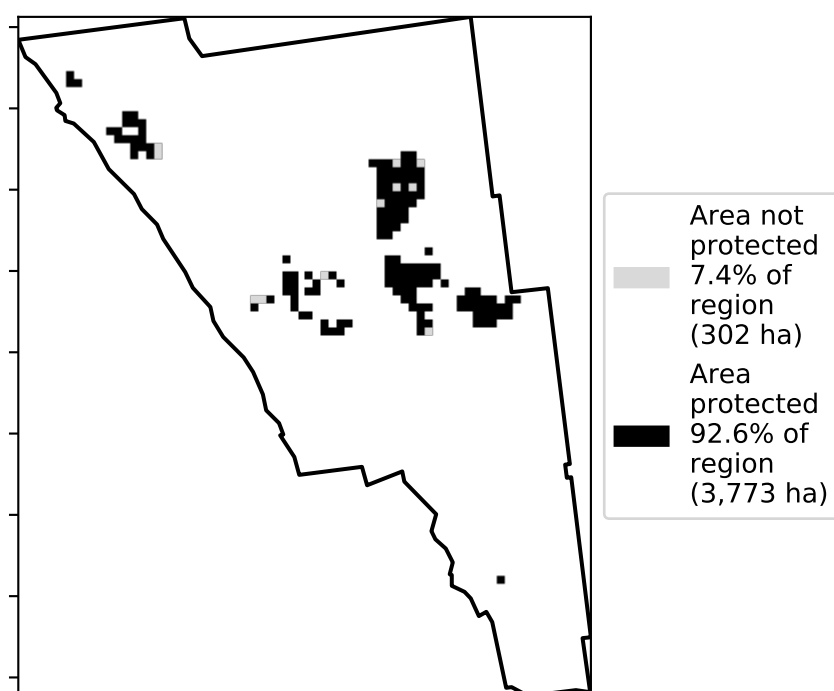 Area not
protected
7.4% of
region
(302 ha)
Area
protected
92.6% of
region
(3,773 ha)